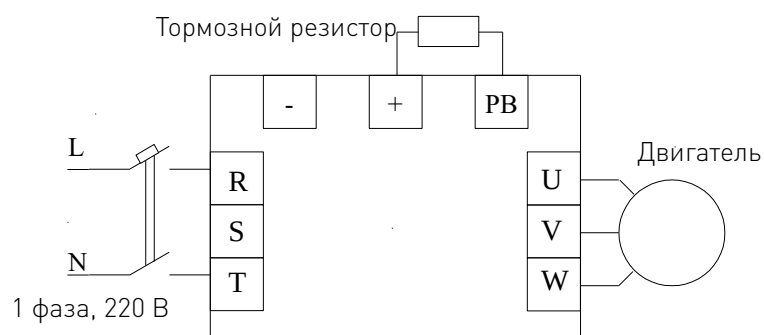 Тормозной резистор
- + PB
L
R U Двигатель
S V
N
T W
1 фаза, 220 В